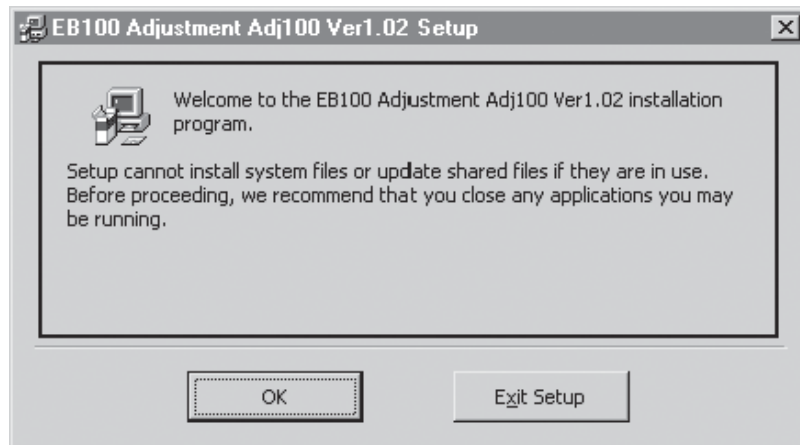 EB100 Adjustment Adj100 Ver1.02 Setup
Welcome to the EB100 Adjustment Adj100 Ver1.02 installation
program.
Setup cannot install system files or update shared files if they are in use.
Before proceeding, we recommend that you close any applications you may
be running.
OK
Exit Setup